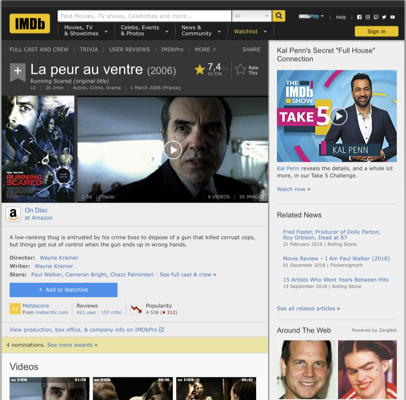 IMDb
Find Movies, TV shows, Celebrities and more...
All
IMDbPro
Help
Movies, TV
& Showtimes
Celebs, Events
& Photos
News &
Community
Watchlist
Sign in
FULL CAST AND CREW | TRIVIA | USER REVIEWS | IMDbPro | MORE
SHARE
La peur au ventre (2006)
Running Scared (original title)
12 | 2h 2min | Action, Crime, Drama | 1 March 2006 (France)
7,4
Rate
This
RUNNING
SCARED
2:56 | Trailer
4 VIDEOS | 35 IMAGES
On Disc
at Amazon
A low-ranking thug is entrusted by his crime boss to dispose of a gun that killed corrupt cops,
but things get out of control when the gun ends up in wrong hands.
Director: Wayne Kramer
Writer: Wayne Kramer
Stars: Paul Walker, Cameron Bright, Chazz Palminteri | See full cast & crew »
+ Add to Watchlist
41
Metascore
From metacritic.com
Reviews
421 user | 157 critic
Popularity
4 536 (312)
View production, box office, & company info on IMDbPro
4 nominations. See more awards »
Videos
Kal Penn's Secret "Full House"
Connection
THE IMDb SHOW
TAKE 5
KAL PENN
Kal Penn reveals the details, and a whole lot
more, in our Take 5 Challenge.
Watch now »
Related News
Fred Foster, Producer of Dolly Parton,
Roy Orbison, Dead at 87
21 February 2019 | Rolling Stone
Movie Review – I Am Paul Walker (2018)
01 December 2018 | Flickeringmyth
15 Artists Who Went Years Between Hits
15 September 2018 | Rolling Stone
See all related articles »
Around The Web
Powered by ZergNet